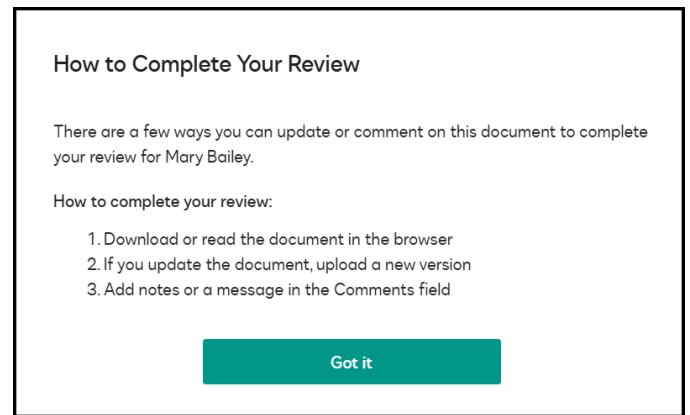 How to Complete Your Review
There are a few ways you can update or comment on this document to complete
your review for Mary Bailey.
How to complete your review:
1. Download or read the document in the browser
2. If you update the document, upload a new version
3. Add notes or a message in the Comments field
Got it